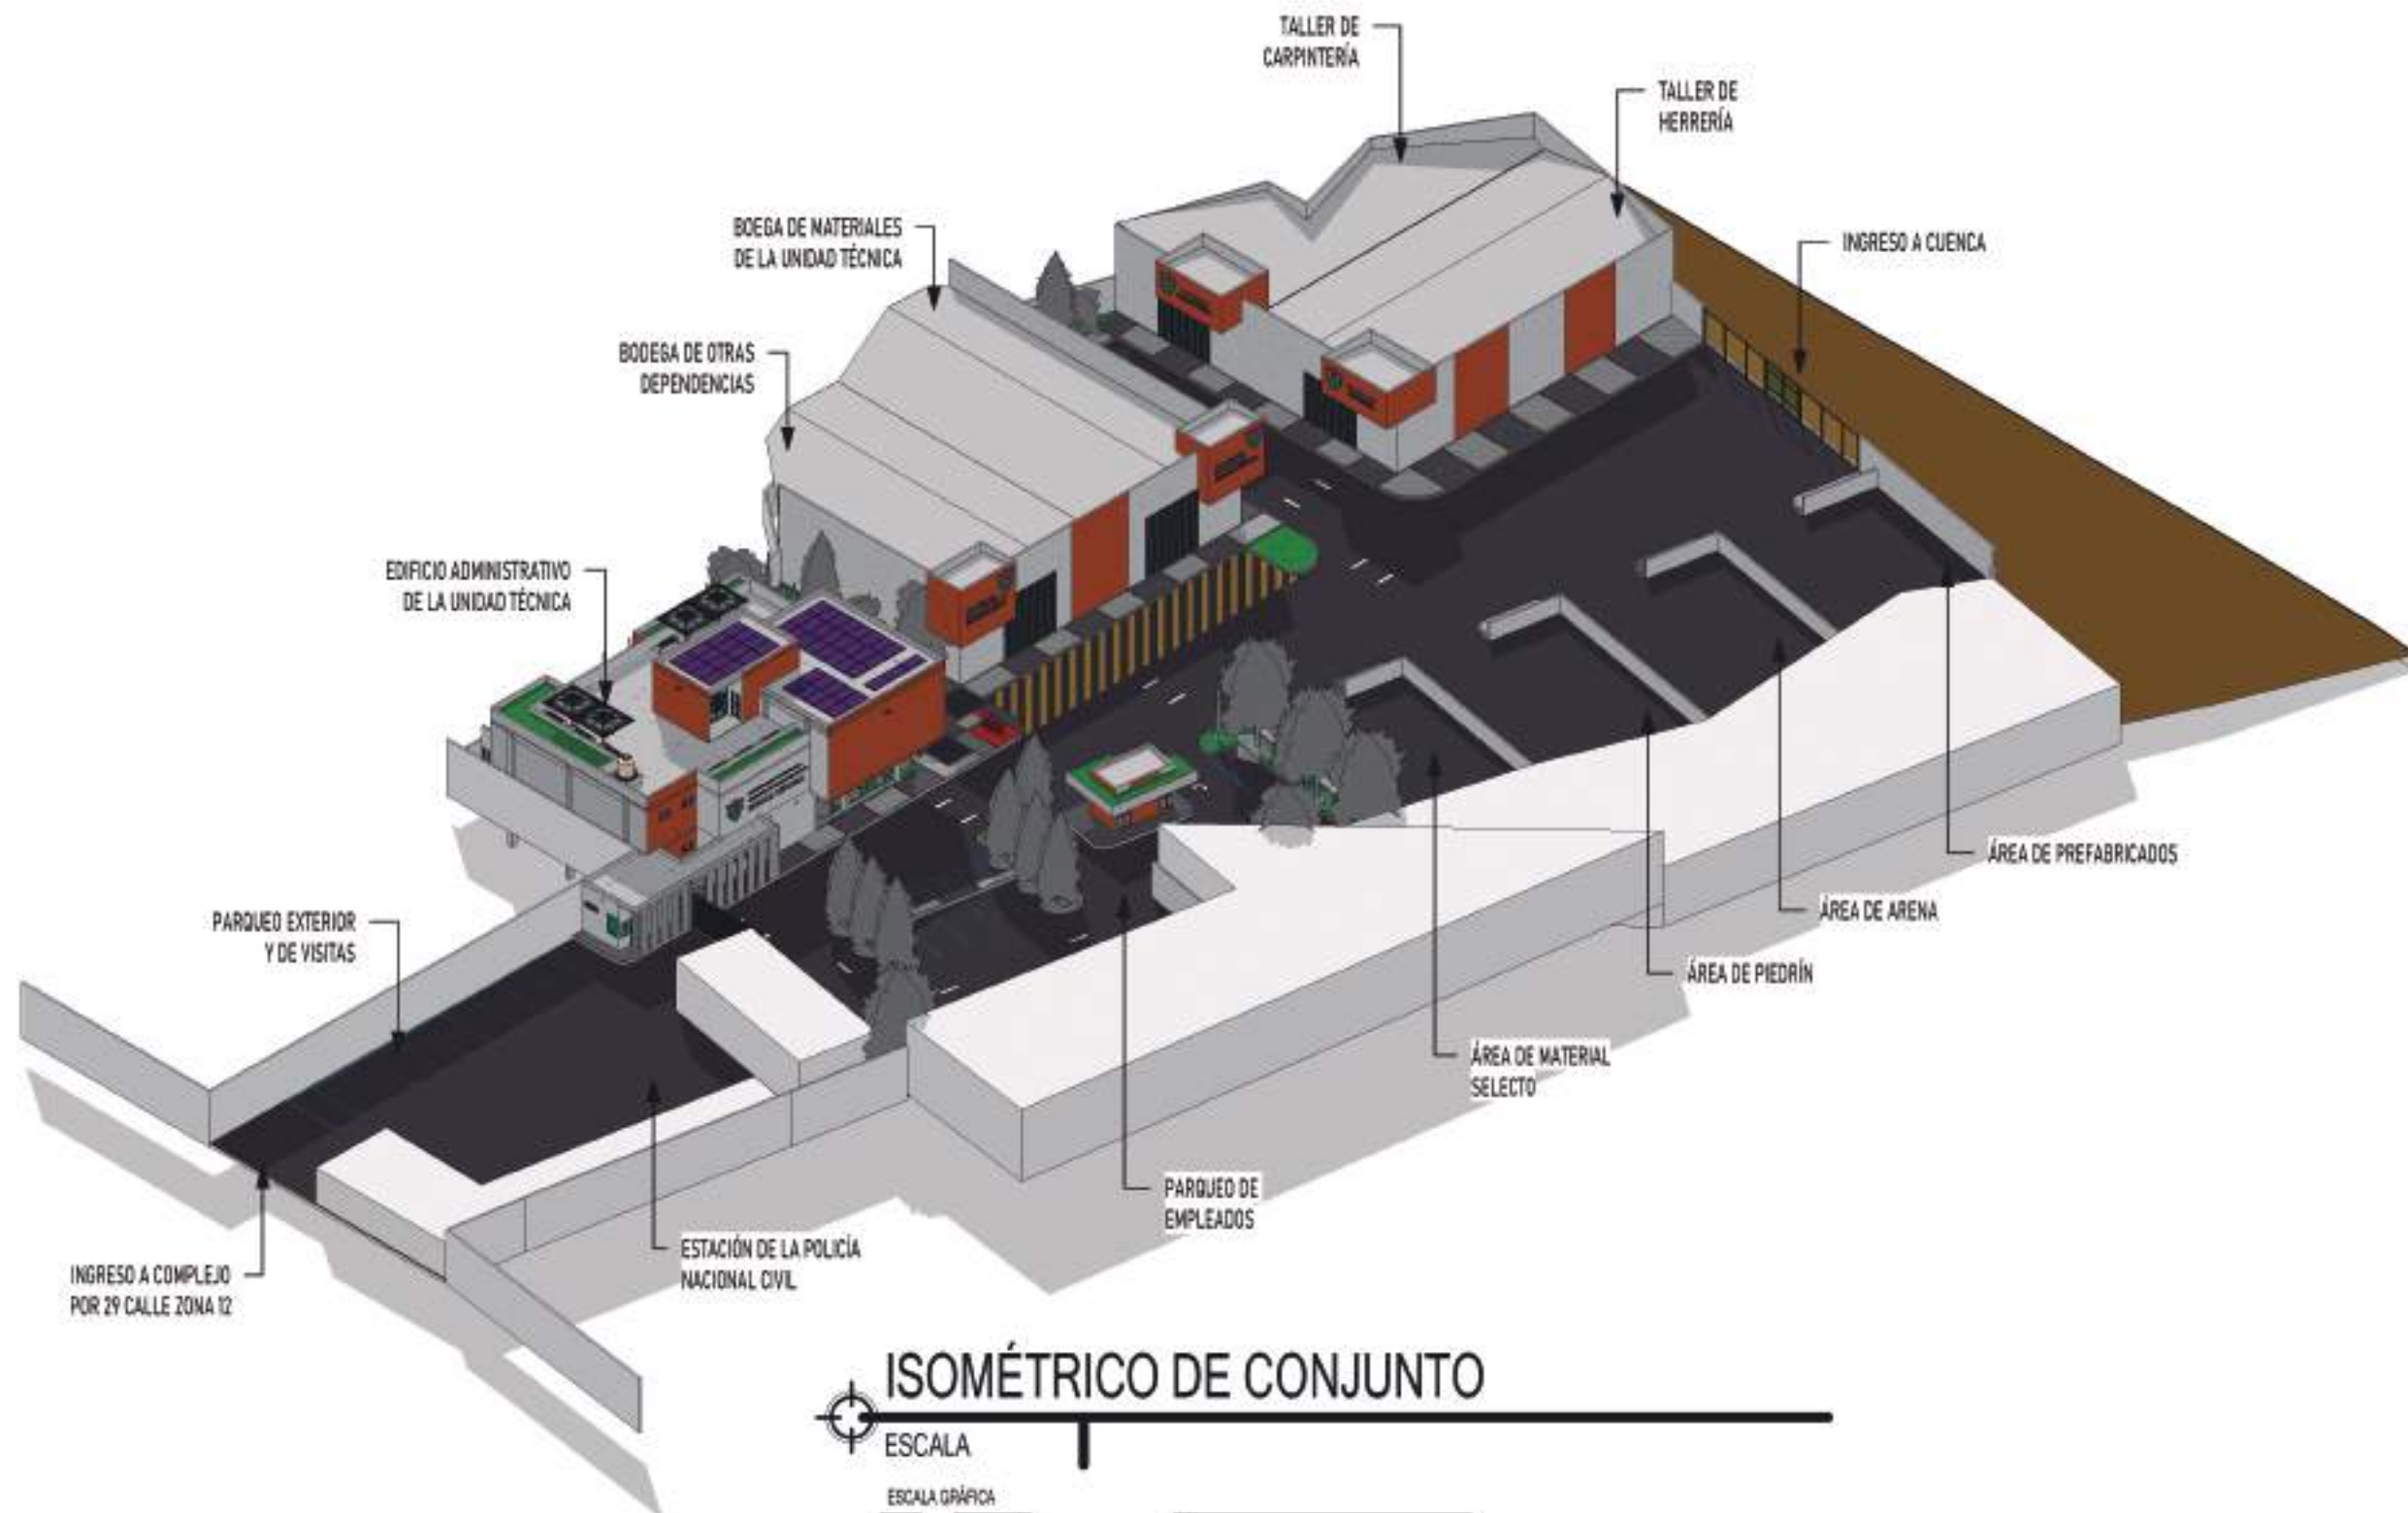 TALLER DE
CARPINTERÍA
TALLER DE
HERRERÍA
BOEGA DE MATERIALES
DE LA UNIDAD TÉCNICA
INGRESO A CUENCA
BODEGA DE OTRAS
DEPENDENCIAS
EDIFICIO ADMINISTRATIVO
DE LA UNIDAD TÉCNICA
ÁREA DE PREFABRICADOS
ÁREA DE ARENA
PARQUEO EXTERIOR
Y DE VISITAS
ÁREA DE PIEDRÍN
ÁREA DE MATERIAL
SELECTO
PARQUEO DE
EMPLEADOS
ESTACIÓN DE LA POLICÍA
NACIONAL CIVIL
INGRESO A COMPLEJO
POR 29 CALLE ZONA 12
ISOMÉTRICO DE CONJUNTO
ESCALA
ESCALA GRÁFICA